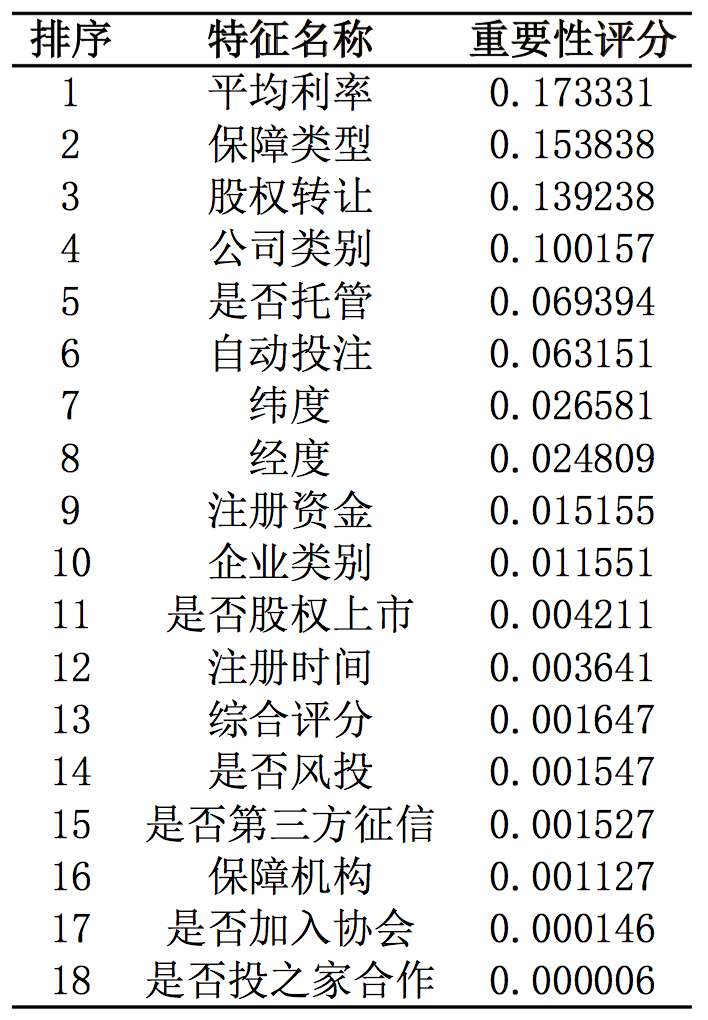 排序 特征名称 重要性评分
1 平均利率 0.173331
2 保障类型 0.153838
3 股权转让 0.139238
4 公司类别 0.100157
5 是否托管 0.069394
6 自动投注 0.063151
7 纬度 0.026581
8 经度 0.024809
9 注册资金 0.015155
10 企业类别 0.011551
11 是否股权上市 0.004211
12 注册时间 0.003641
13 综合评分 0.001647
14 是否风投 0.001547
15 是否第三方征信 0.001527
16 保障机构 0.001127
17 是否加入协会 0.000146
18 是否投之家合作 0.000006